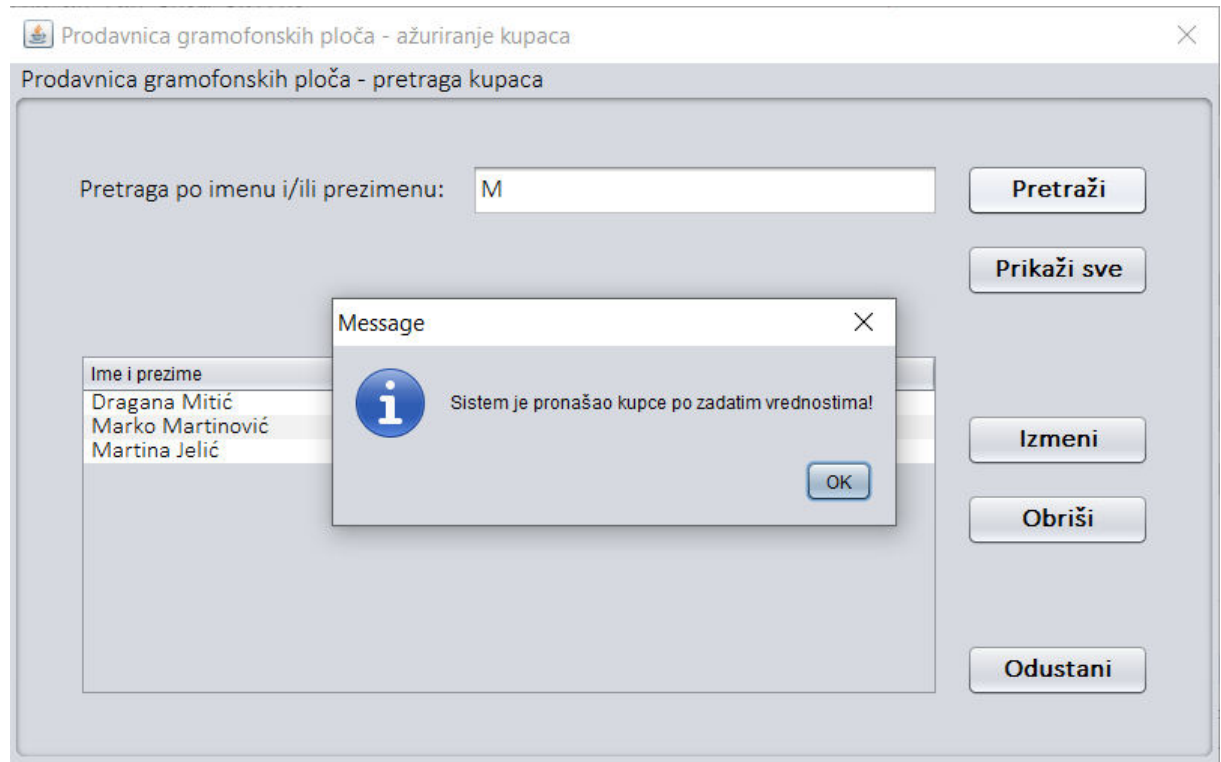 Prodavnica gramofonskih ploča - ažuriranje kupaca
Prodavnica gramofonskih ploča - pretraga kupaca
Pretraga po imenu i/ili prezimenu:
M
Pretraži
Prikaži sve
Message
Sistem je pronašao kupce po zadatim vrednostima!
OK
Ime i prezime
Dragana Mitić
Marko Martinović
Martina Jelić
Izmeni
Obriši
Odustani